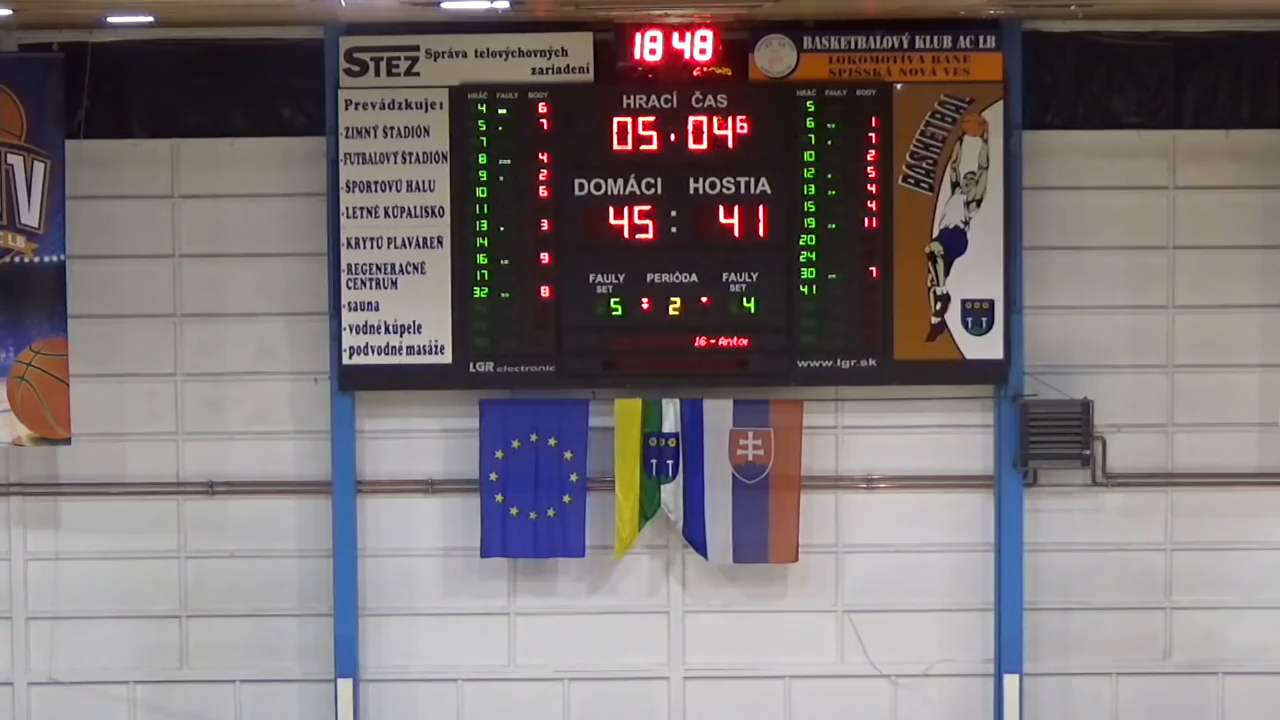 18 48
STEZ Správa telovýchovných
zariadení
BASKETBALOVÝ KLUB AC LB
LOKOMOTÍVA RANE
SPIŠSKÁ NOVÁ VES
Prevádzkuje:
-ZIMNÝ ŠTADIÓN
-FUTBALOVÝ ŠTADIÓN
-ŠPORTOVÚ HALU
-LETNÉ KÚPALISKO
-KRYTÚ PLAVÁREŇ
-REGENERAČNÉ
CENTRUM
-sauna
-vodné kúpele
-podvodné masáže
HRÁČ FAULY BODY
4 6
5 7
7
8 4
9 2
10 6
11
13 3
14
16 9
17
32 8
LGR electronic
HRACÍ ČAS
05.04 6
DOMÁCI HOSTIA
45:41
FAULY PERIÓDA FAULY
SET SET
5 2 4
16-Antor
HRÁČ FAULY BODY
5
6 1
7 7
10 2
12 5
13 4
15 4
19 11
20
24
30 7
41
www.lgr.sk
BASKETBAL
C LB